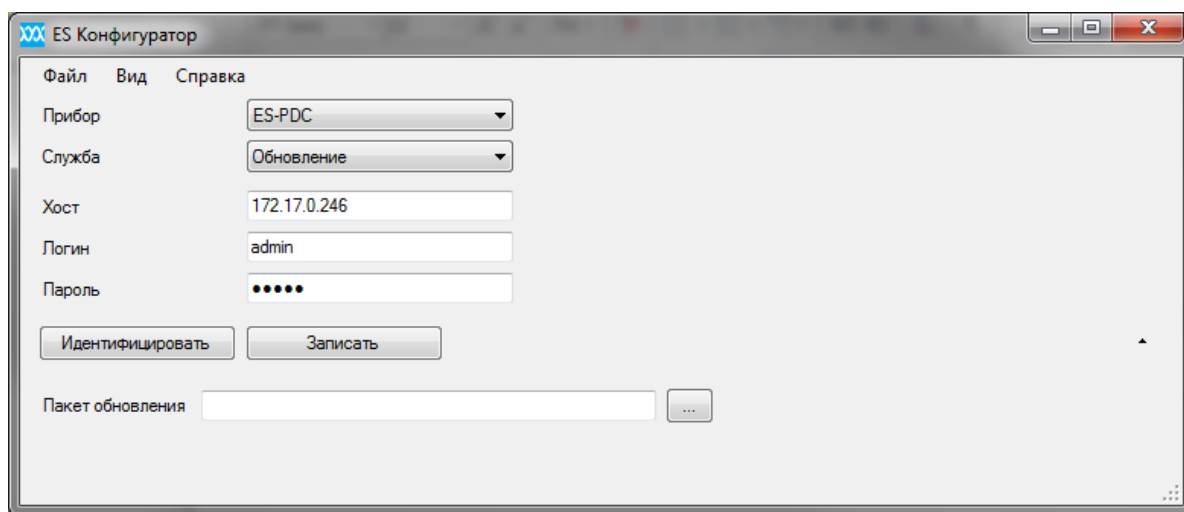 ES Конфигуратор
Файл Вид Справка
Прибор ES-PDC
Служба Обновление
Хост 172.17.0.246
Логин admin
Пароль •••••
Идентифицировать Записать
Пакет обновления ...